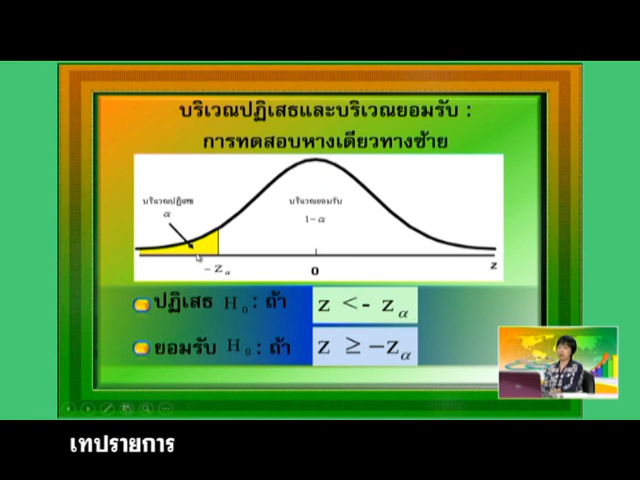 บริเวณปฏิเสธและบริเวณยอมรับ :
การทดสอบหางเดียวทางซ้าย
บริเวณปฏิเสธ
α
บริเวณยอมรับ
1-α
-Zα
0
z
ปฏิเสธ H₀ : ถ้า z <- zα
ยอมรับ H₀ : ถ้า z ≥ -zα
เทปรายการ